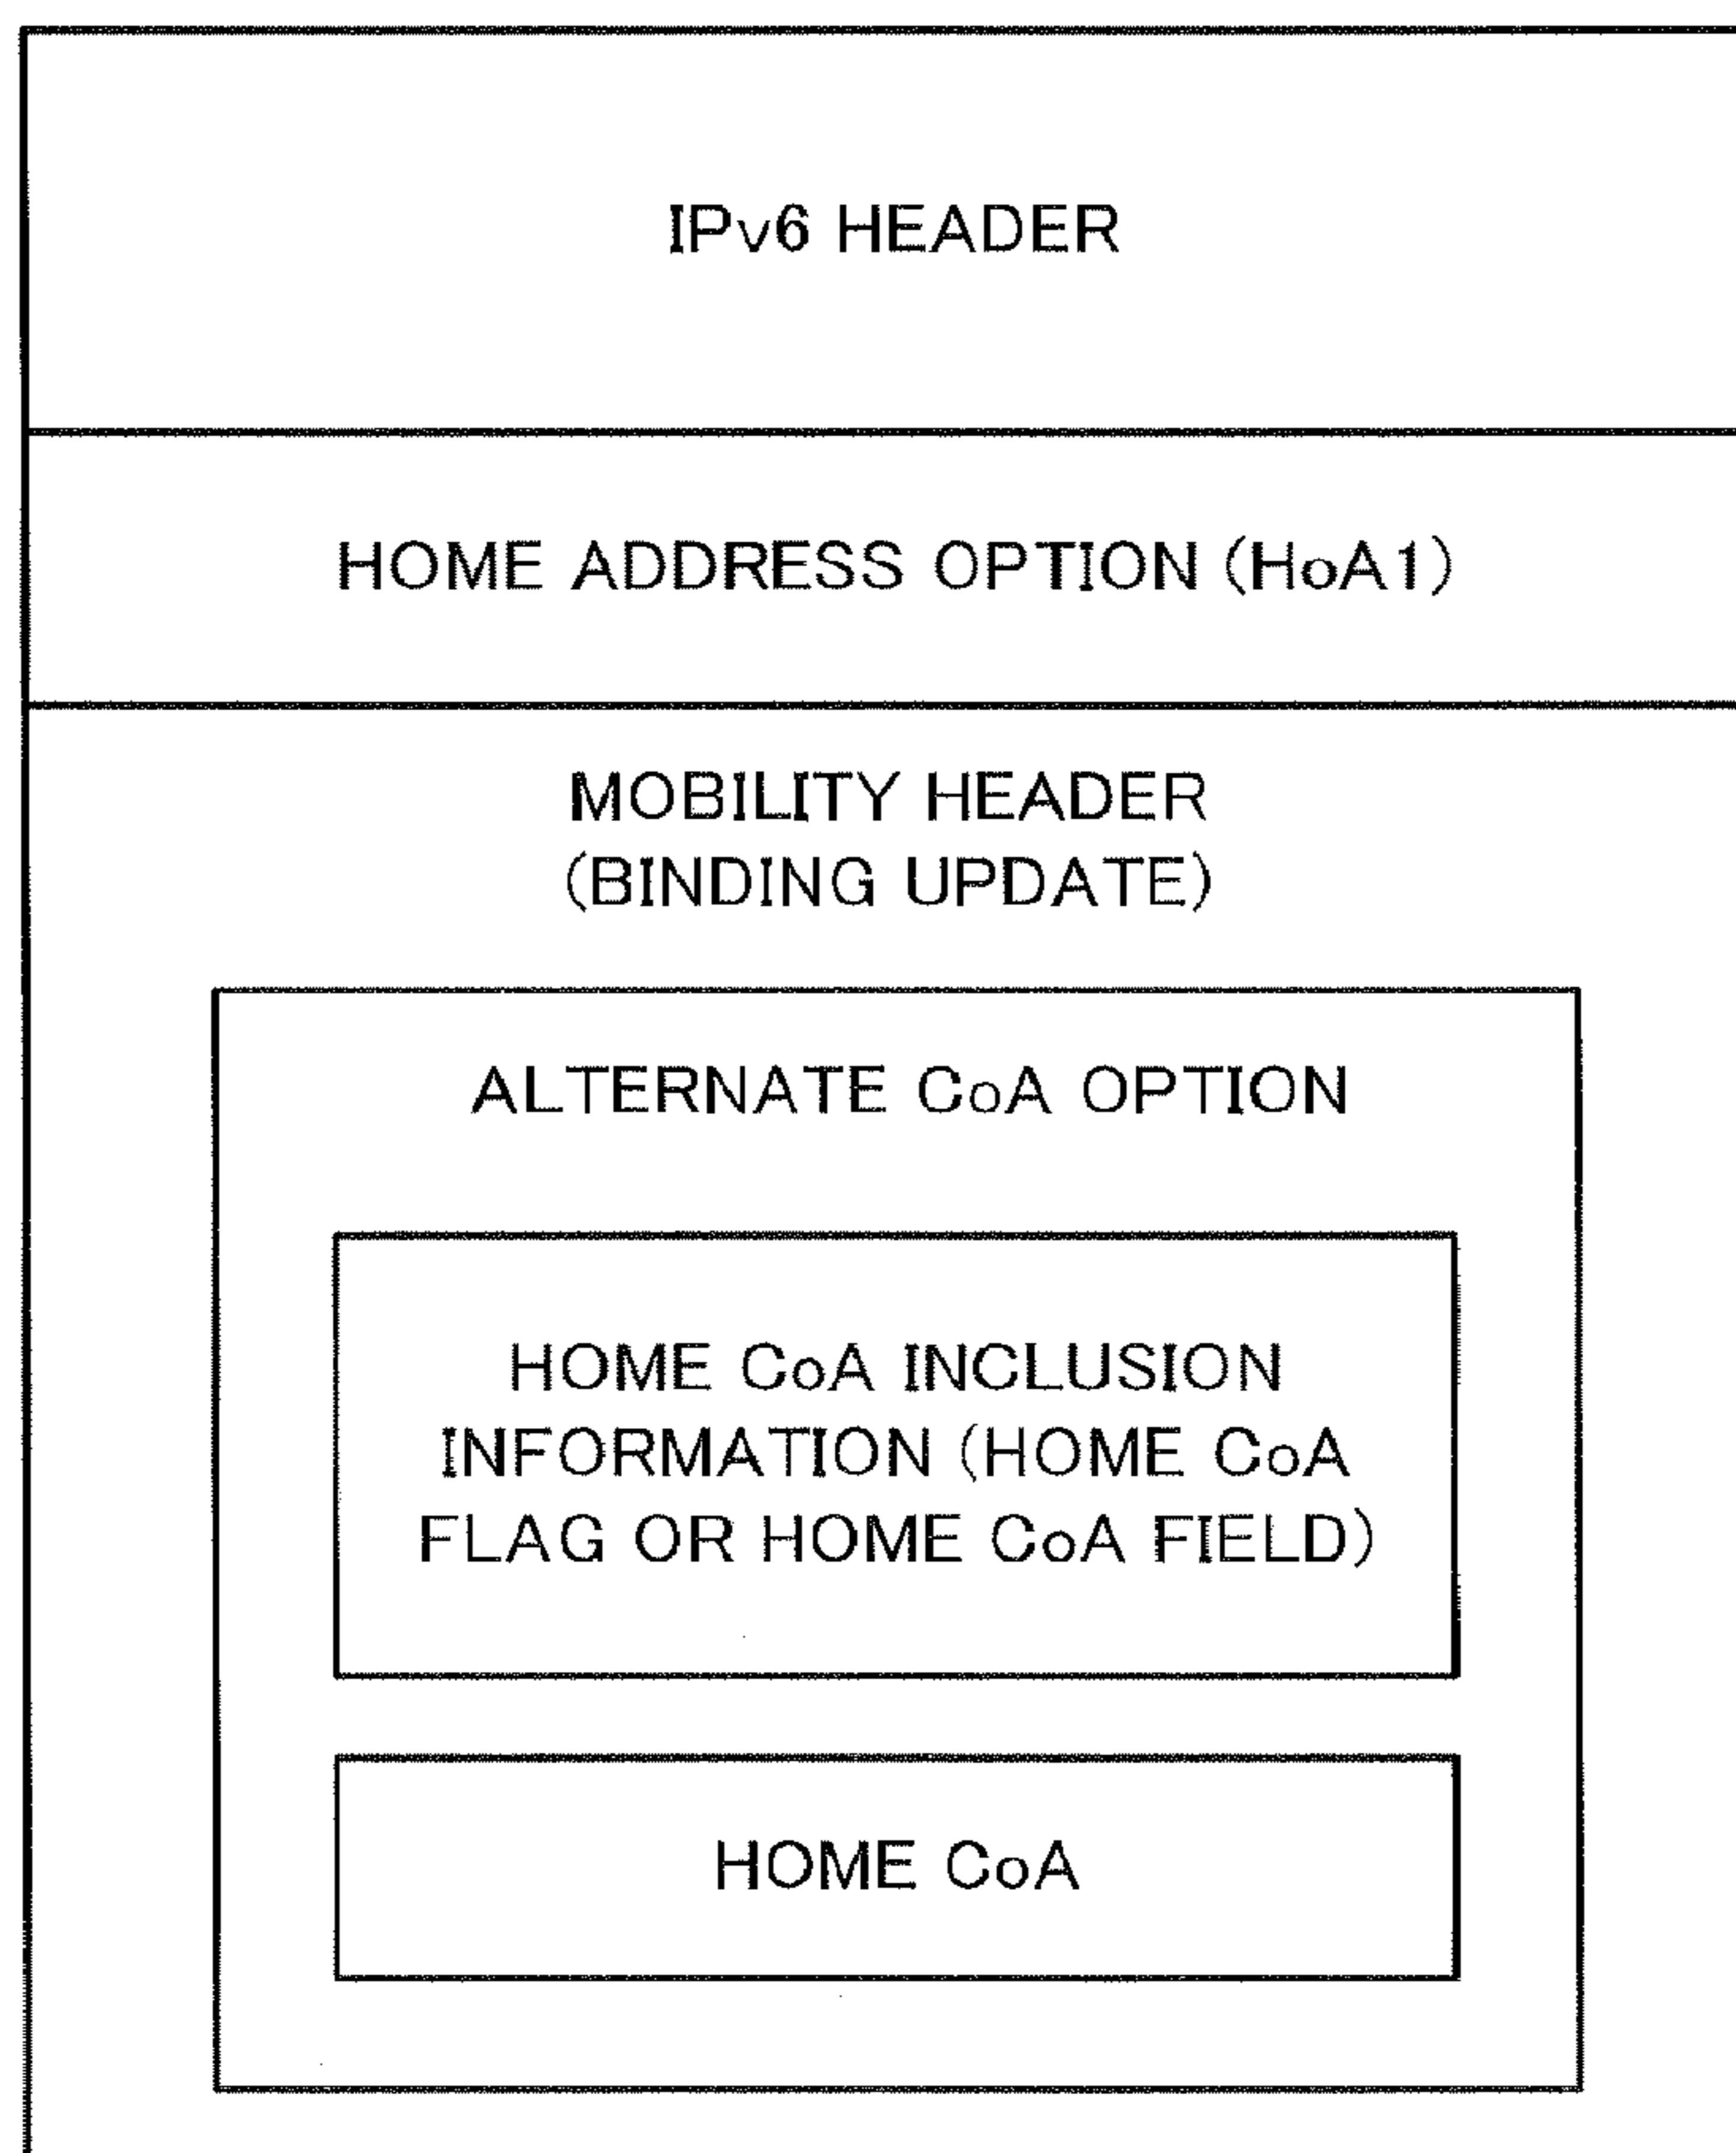 IPv6 HEADER
HOME ADDRESS OPTION (HoA1)
MOBILITY HEADER
(BINDING UPDATE)
ALTERNATE CoA OPTION
HOME CoA INCLUSION
INFORMATION (HOME CoA
FLAG OR HOME CoA FIELD)
HOME CoA